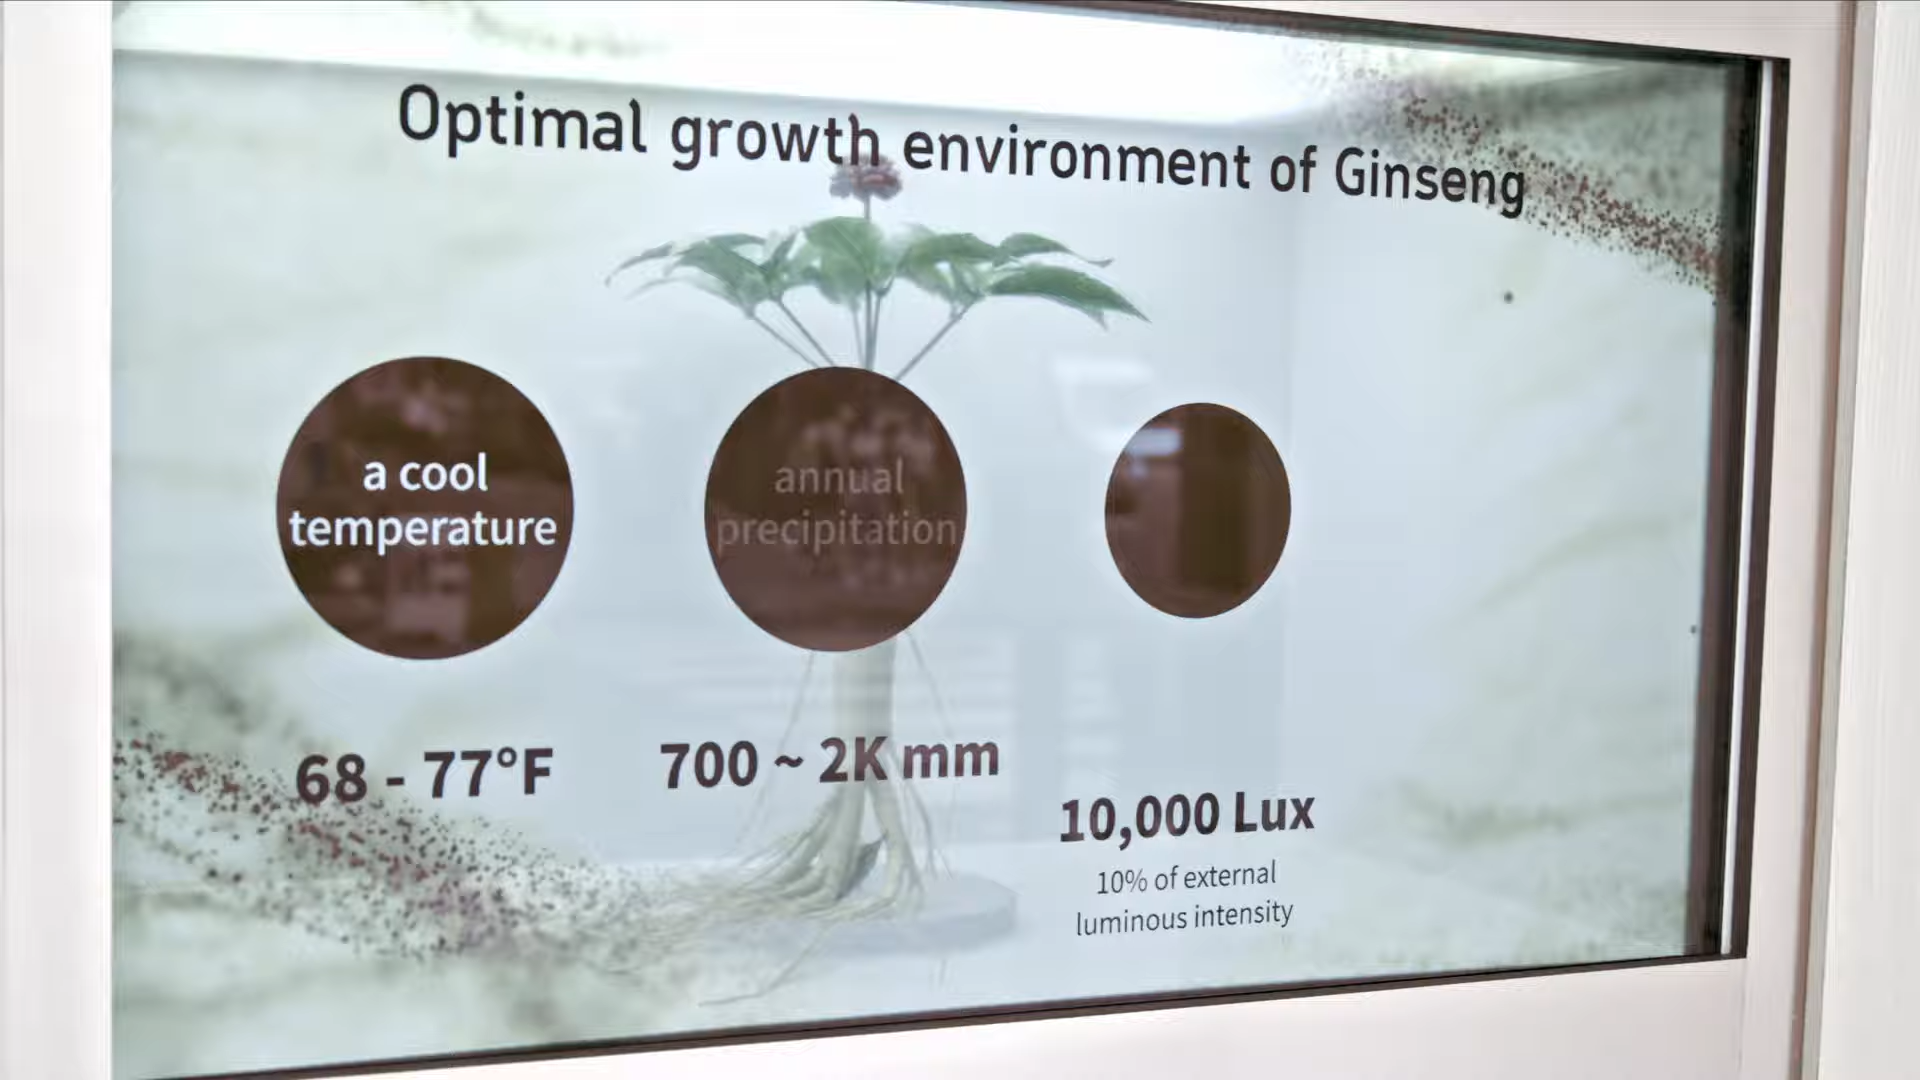 Optimal growth environment of Ginseng
a cool
temperature
annual
precipitation
68 - 77°F
700 ~ 2K mm
10,000 Lux
10% of external
luminous intensity